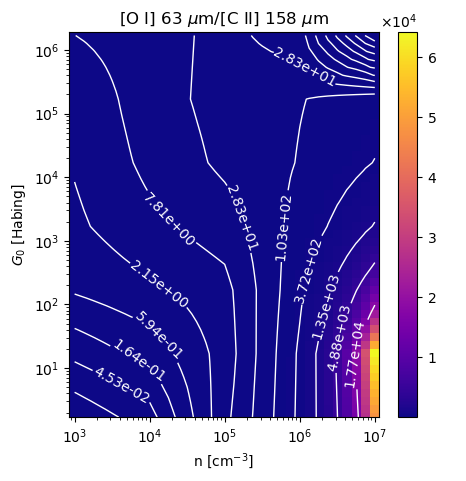 [O I] 63 μm/[C II] 158 μm
×10⁴
G₀ [Habing]
10⁶
10⁵
10⁴
10³
10²
10¹
2.83e+01
7.81e+00
2.83e+01
1.03e+02
2.15e+00
3.72e+02
1.35e+03
5.94e-01
4.88e+03
1.64e-01
1.77e+04
4.53e-02
6
5
4
3
2
1
10³ 10⁴ 10⁵ 10⁶ 10⁷
n [cm⁻³]